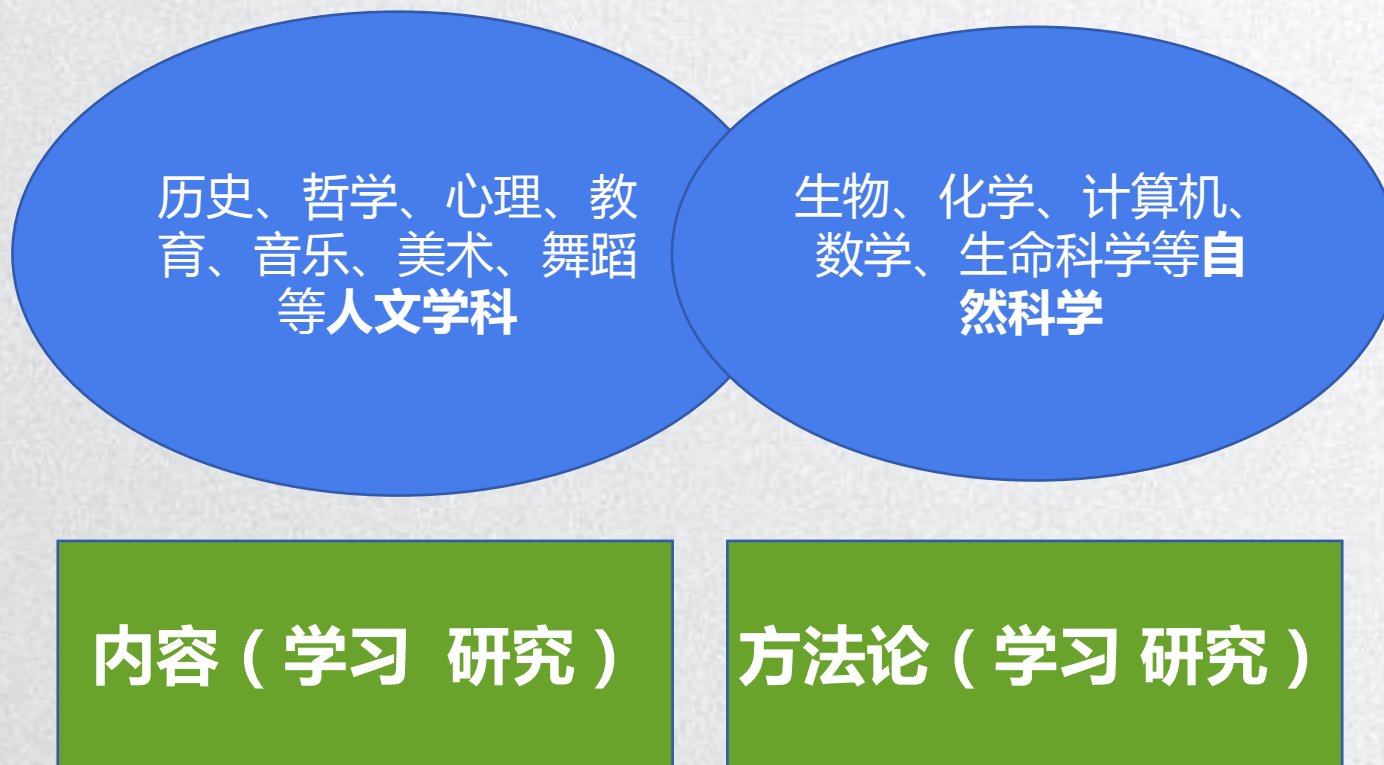 历史、哲学、心理、教
育、音乐、美术、舞蹈
等人文学科
生物、化学、计算机、
数学、生命科学等自
然科学
内容（学习 研究）
方法论（学习 研究）